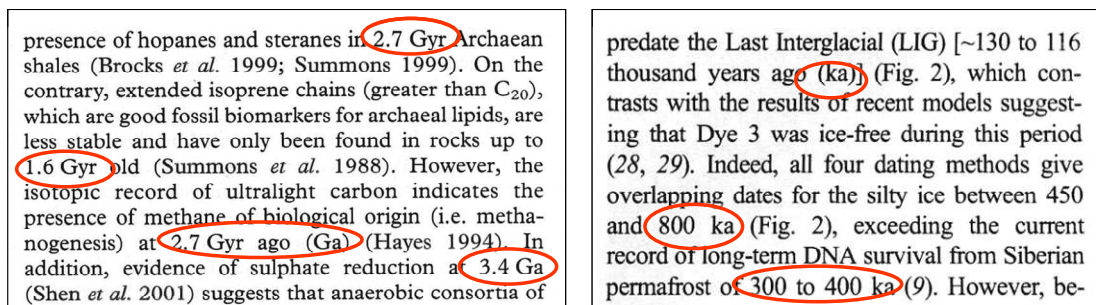 presence of hopanes and steranes in 2.7 Gyr Archaean
shales (Brocks et al. 1999; Summons 1999). On the
contrary, extended isoprene chains (greater than C₂₀),
which are good fossil biomarkers for archaeal lipids, are
less stable and have only been found in rocks up to
1.6 Gyr old (Summons et al. 1988). However, the
isotopic record of ultralight carbon indicates the
presence of methane of biological origin (i.e. metha-
nogenesis) at 2.7 Gyr ago (Ga) (Hayes 1994). In
addition, evidence of sulphate reduction at 3.4 Ga
(Shen et al. 2001) suggests that anaerobic consortia of
predate the Last Interglacial (LIG) [~130 to 116
thousand years ago (ka)] (Fig. 2), which con-
trasts with the results of recent models suggest-
ing that Dye 3 was ice-free during this period
(28, 29). Indeed, all four dating methods give
overlapping dates for the silty ice between 450
and 800 ka (Fig. 2), exceeding the current
record of long-term DNA survival from Siberian
permafrost of 300 to 400 ka (9). However, be-